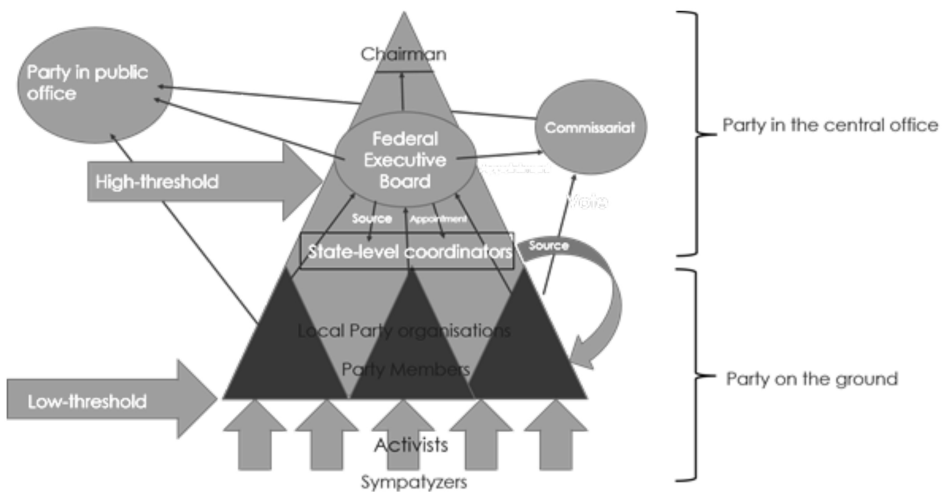 Chairman
Party in public
office
Commissariat
Party in the central office
Federal
Executive
Board
High-threshold
Source
Appointment
State-level coordinators
Source
Local Party organisations
Party Members
Party on the ground
Low-threshold
Activists
Sympatyzers